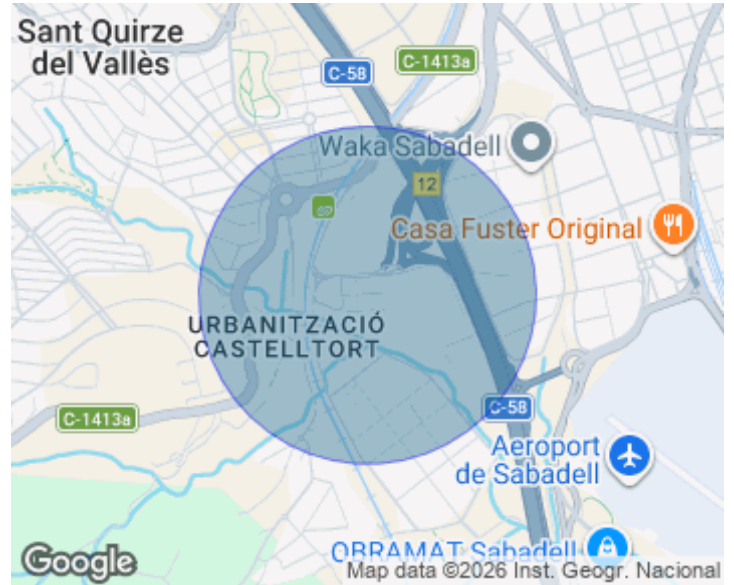 Sant Quirze
del Vallès
C-58
C-1413a
Waka Sabadell
12
Casa Fuster Original
URBANITZACIÓ
CASTELLTORT
C-1413a
C-58
Aeroport
de Sabadell
OBRAMAT Sabadell
Google
Map data ©2026 Inst. Geogr. Nacional